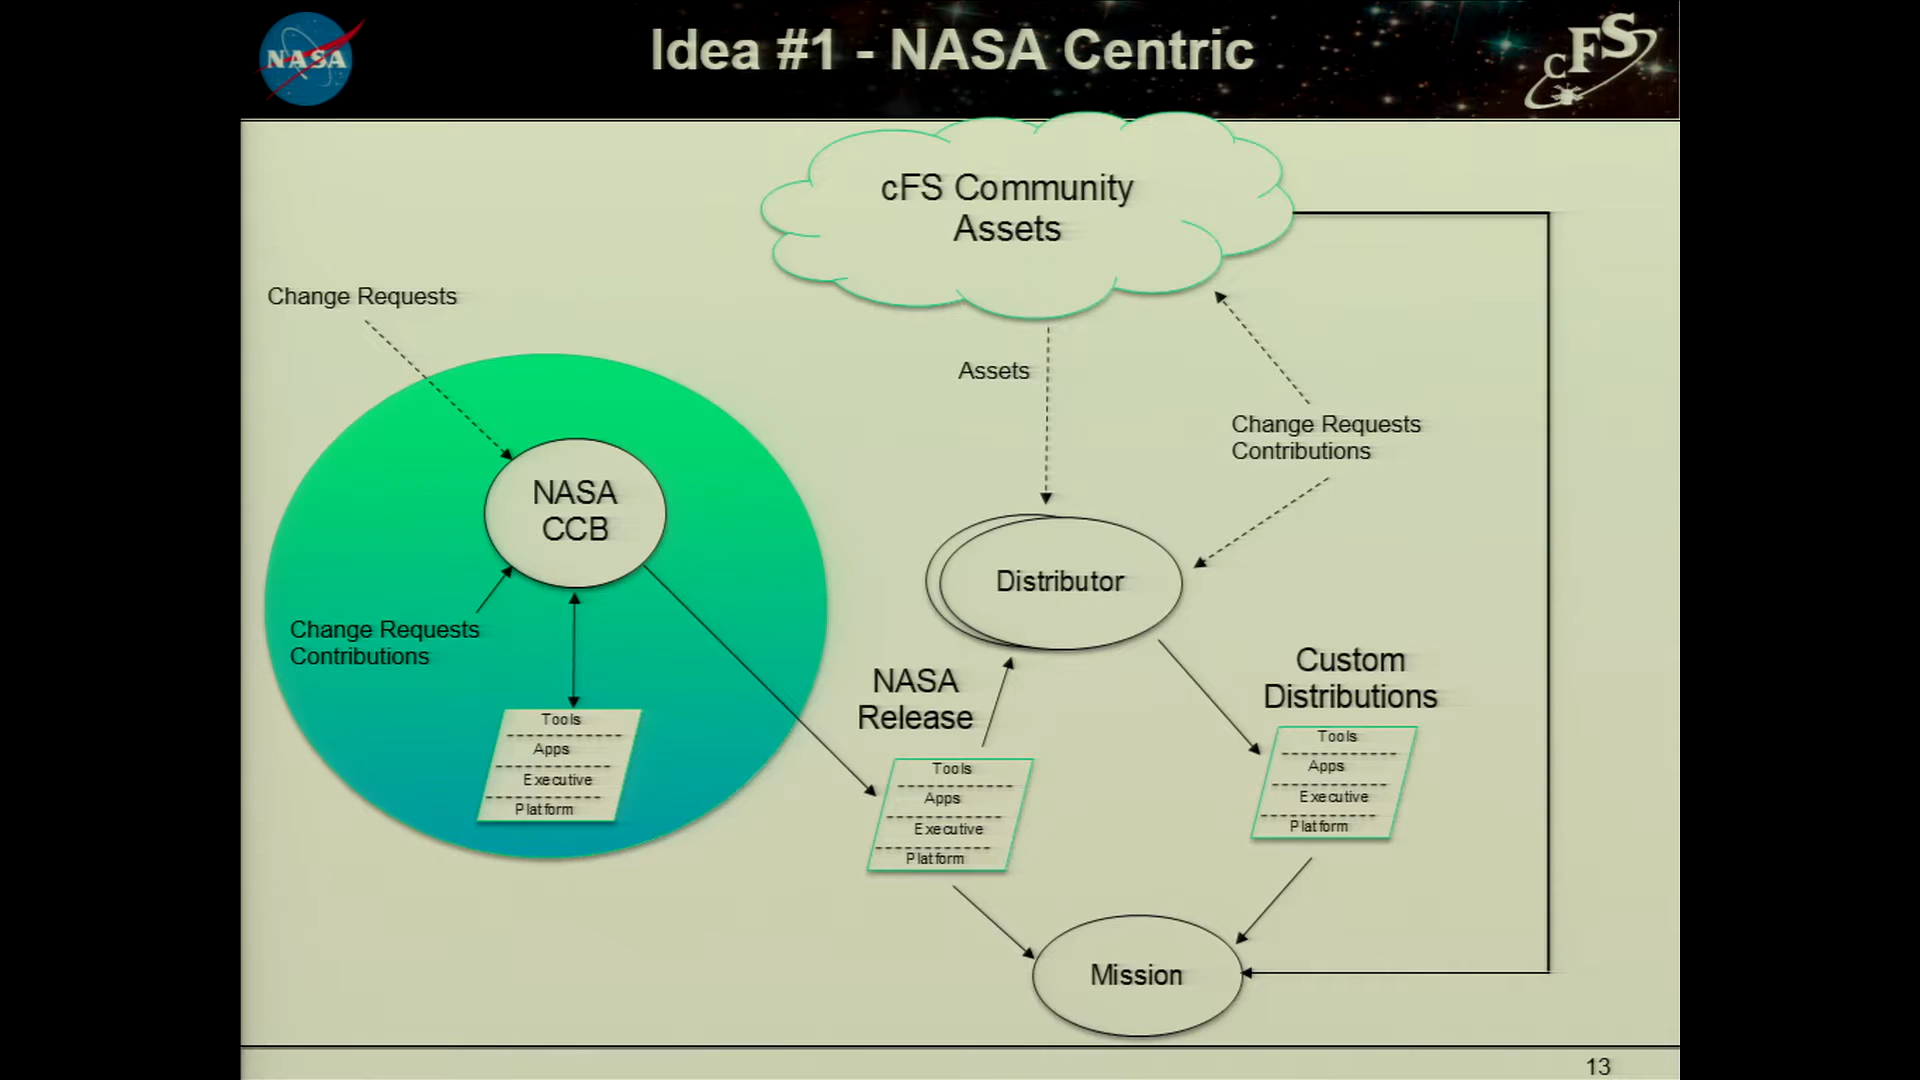 NASA
Idea #1 - NASA Centric
cFS
cFS Community
Assets
Change Requests
Assets
Change Requests
Contributions
NASA
CCB
Distributor
Change Requests
Contributions
NASA
Release
Custom
Distributions
Tools
Apps
Executive
Platform
Tools
Apps
Executive
Platform
Tools
Apps
Executive
Platform
Mission
13